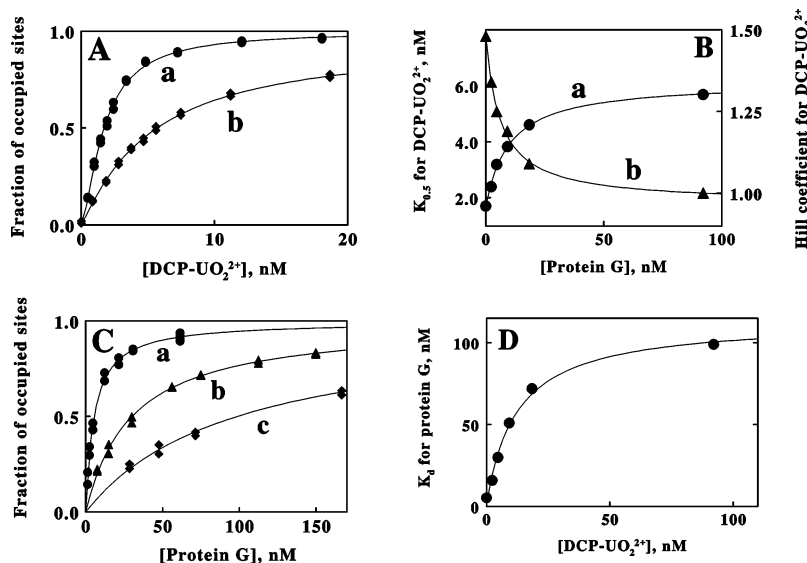 A
a
b
1.0
0.5
0.0
0
10
20
Fraction of occupied sites
[DCP-UO₂²⁺], nM
B
a
b
6.0
4.0
2.0
0
50
100
1.50
1.25
1.00
K₀.₅ for DCP-UO₂²⁺, nM
Hill coefficient for DCP-UO₂²⁺
[Protein G], nM
C
a
b
c
1.0
0.5
0.0
0
50
100
150
Fraction of occupied sites
[Protein G], nM
D
100
50
0
0
50
100
K_d for protein G, nM
[DCP-UO₂²⁺], nM